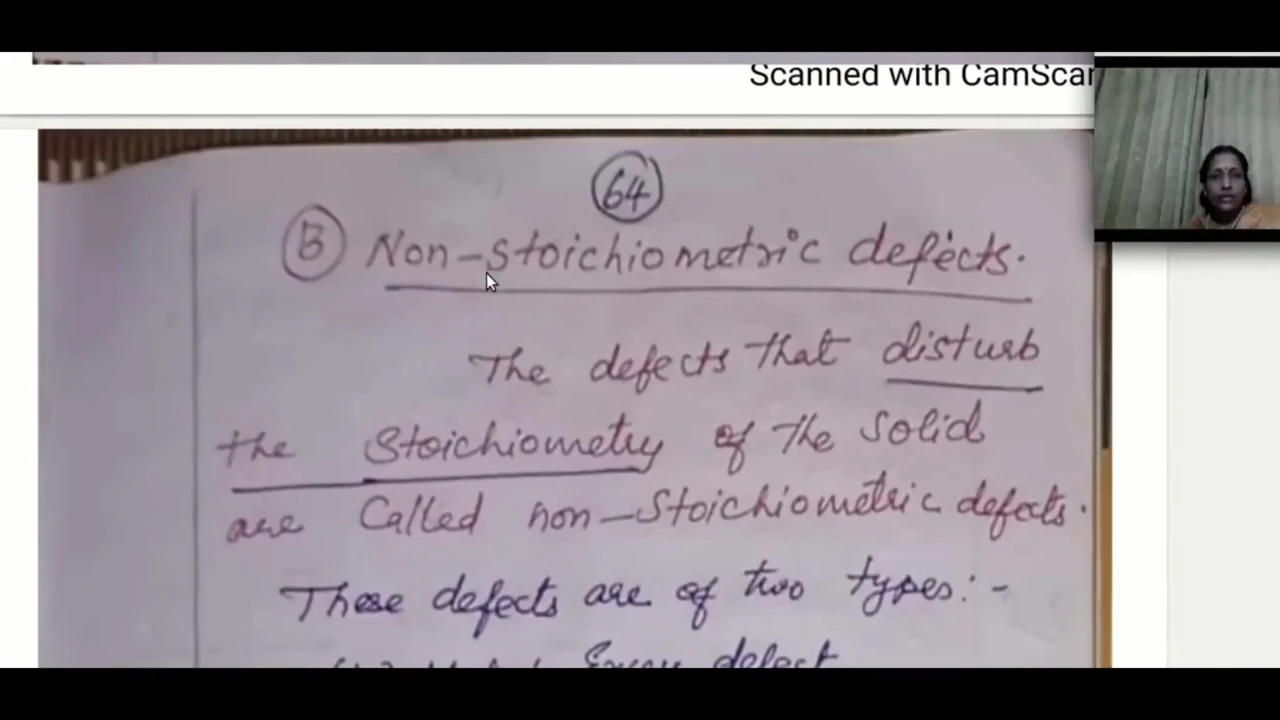 Scanned with CamScan
64
B Non-Stoichiometric defects.
The defects that disturb
the Stoichiometry of the Solid
are Called non-Stoichiometric defects.
These defects are of two types:-
defect